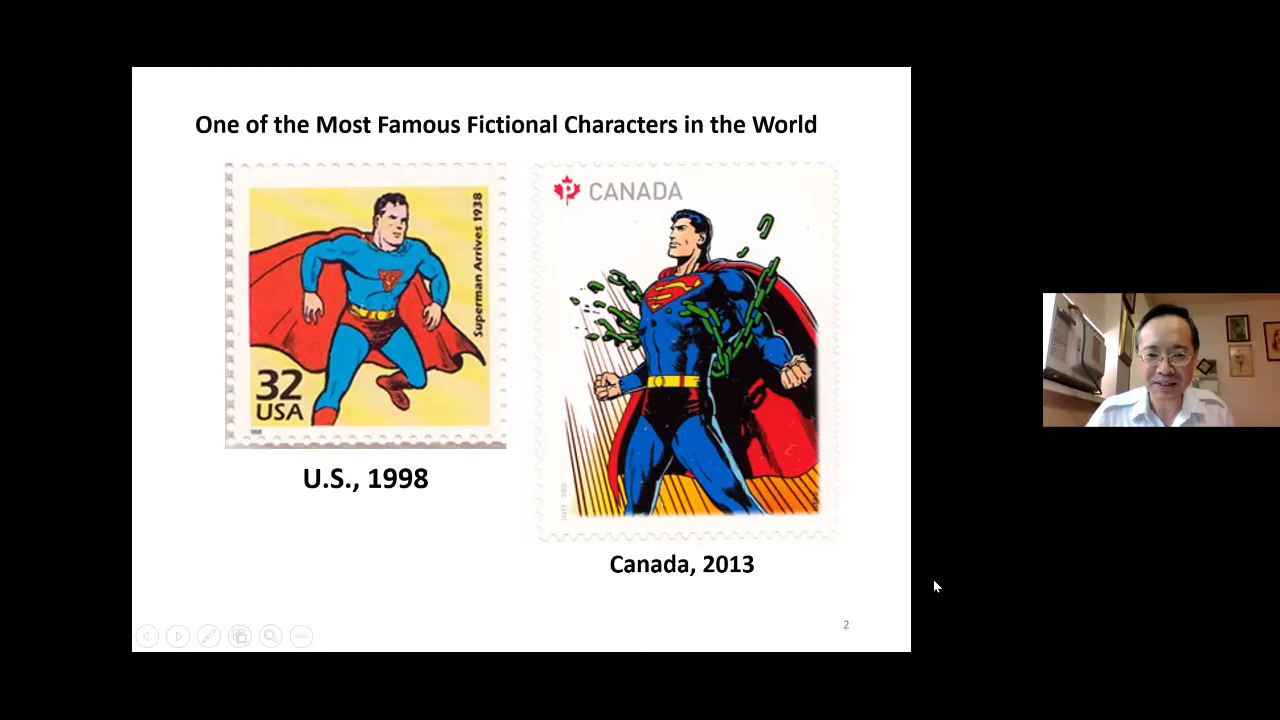 One of the Most Famous Fictional Characters in the World
Superman Arrives 1938
32
USA
U.S., 1998
P CANADA
Canada, 2013
2